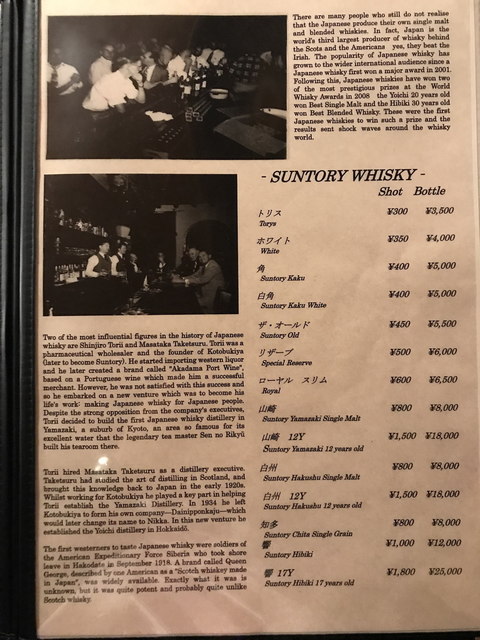 There are many people who still do not realise
that the Japanese produce their own single malt
and blended whiskies. In fact, Japan is the
world's third largest producer of whisky behind
the Scots and the Americans yes, they beat the
Irish. The popularity of Japanese whisky has
grown to the wider international audience since a
Japanese whisky first won a major award in 2001.
Following this, Japanese whiskies have won two
of the most prestigious prizes at the World
Whisky Awards in 2008 the Yoichi 20 years old
won Best Single Malt and the Hibiki 30 years old
won Best Blended Whisky. These were the first
Japanese whiskies to win such a prize and the
results sent shock waves around the whisky
world.
- SUNTORY WHISKY -
Shot Bottle
トリス ¥300 ¥3,500
Torys
ホワイト ¥350 ¥4,000
White
角 ¥400 ¥5,000
Suntory Kaku
白角 ¥400 ¥5,000
Suntory Kaku White
ザ・オールド ¥450 ¥5,500
Suntory Old
リザーブ ¥500 ¥6,000
Special Reserve
ローヤル スリム ¥600 ¥6,500
Royal
山崎 ¥800 ¥8,000
Suntory Yamazaki Single Malt
山崎 12Y ¥1,500 ¥18,000
Suntory Yamazaki 12 years old
白州 ¥800 ¥8,000
Suntory Hakushu Single Malt
白州 12Y ¥1,500 ¥18,000
Suntory Hakushu 12 years old
知多 ¥800 ¥8,000
Suntory Chita Single Grain
響 ¥1,000 ¥12,000
Suntory Hibiki
響 17Y ¥1,800 ¥25,000
Suntory Hibiki 17 years old
Two of the most influential figures in the history of Japanese
whisky are Shinjiro Torii and Masataka Taketsuru. Torii was a
pharmaceutical wholesaler and the founder of Kotobukiya
(later to become Suntory). He started importing western liquor
and he later created a brand called "Akadama Port Wine",
based on a Portuguese wine which made him a successful
merchant. However, he was not satisfied with this success and
so he embarked on a new venture which was to become his
life's work: making Japanese whisky for Japanese people.
Despite the strong opposition from the company's executives,
Torii decided to build the first Japanese whisky distillery in
Yamazaki, a suburb of Kyoto, an area so famous for its
excellent water that the legendary tea master Sen no Rikyū
built his tearoom there.
Torii hired Masataka Taketsuru as a distillery executive.
Taketsuru had studied the art of distilling in Scotland, and
brought this knowledge back to Japan in the early 1920s.
Whilst working for Kotobukiya he played a key part in helping
Torii establish the Yamazaki Distillery. In 1934 he left
Kotobukiya to form his own company—Dainipponkaju—which
would later change its name to Nikka. In this new venture he
established the Yoichi distillery in Hokkaidō.
The first westerners to taste Japanese whisky were soldiers of
the American Expeditionary Force Siberia who took shore
leave in Hakodate in September 1918. A brand called Queen
George, described by one American as a "Scotch whiskey made
in Japan", was widely available. Exactly what it was is
unknown, but it was quite potent and probably quite unlike
Scotch whisky.